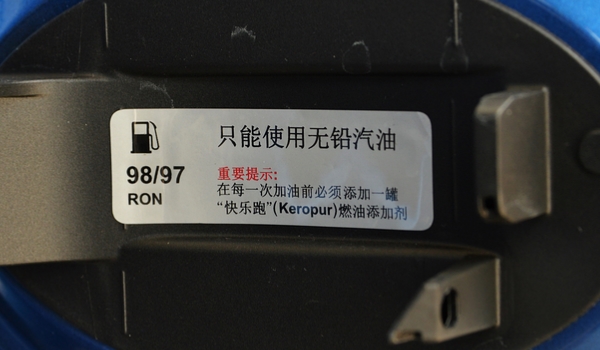 只能使用无铅汽油
98/97
RON
重要提示:
在每一次加油前必须添加一罐
“快乐跑”(Keropur)燃油添加剂